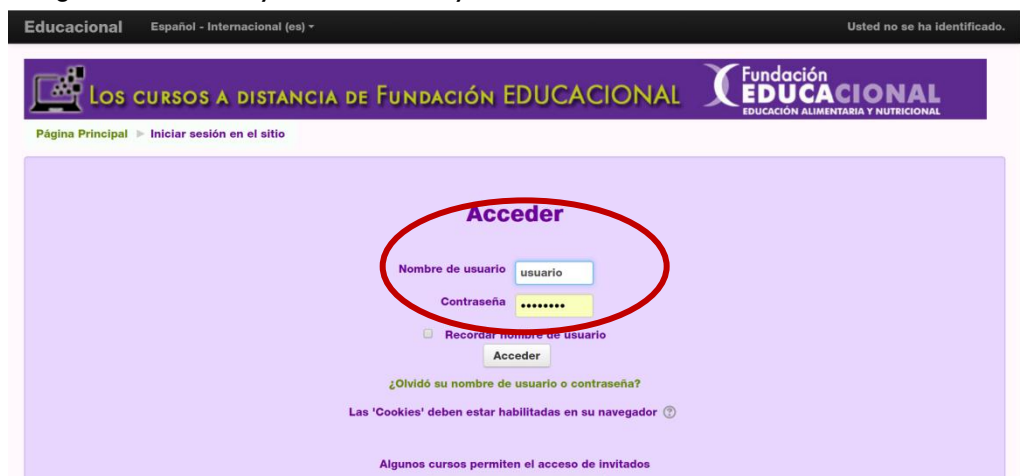 Educacional Español - Internacional (es) Usted no se ha identificado.
LOS CURSOS A DISTANCIA DE FUNDACIÓN EDUCACIONAL
Fundación
EDUCACIONAL
EDUCACIÓN ALIMENTARIA Y NUTRICIONAL
Página Principal Iniciar sesión en el sitio
Acceder
Nombre de usuario usuario
Contraseña ••••••••
Recordar nombre de usuario
Acceder
¿Olvidó su nombre de usuario o contraseña?
Las 'Cookies' deben estar habilitadas en su navegador ?
Algunos cursos permiten el acceso de invitados